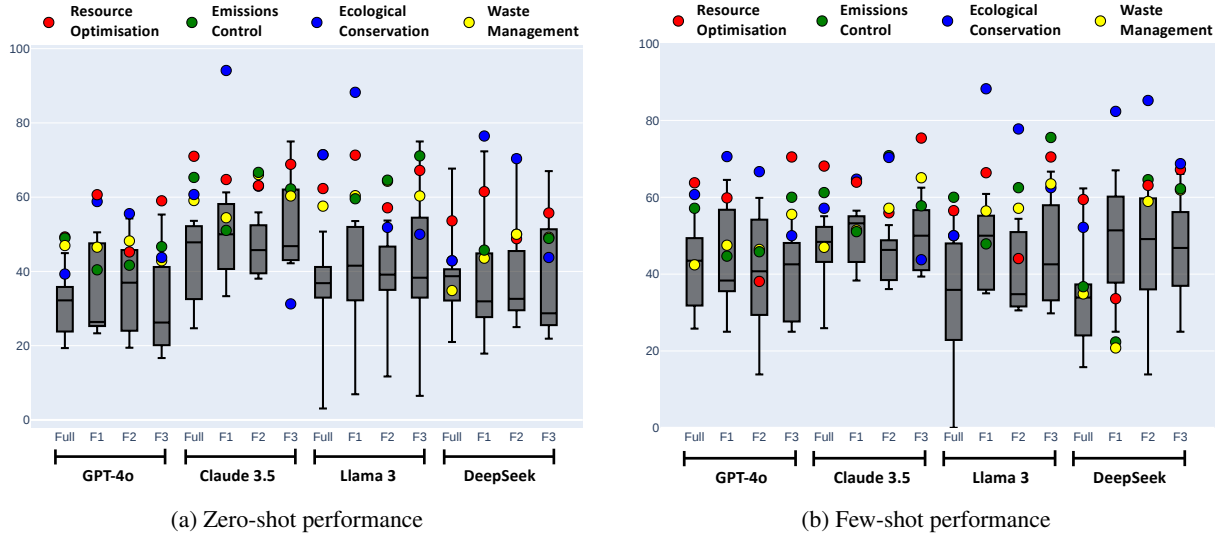 Resource Optimisation
Emissions Control
Ecological Conservation
Waste Management
100
80
60
40
20
0
Full F1 F2 F3 Full F1 F2 F3 Full F1 F2 F3 Full F1 F2 F3
GPT-4o Claude 3.5 Llama 3 DeepSeek
(a) Zero-shot performance
Resource Optimisation
Emissions Control
Ecological Conservation
Waste Management
100
80
60
40
20
0
Full F1 F2 F3 Full F1 F2 F3 Full F1 F2 F3 Full F1 F2 F3
GPT-4o Claude 3.5 Llama 3 DeepSeek
(b) Few-shot performance